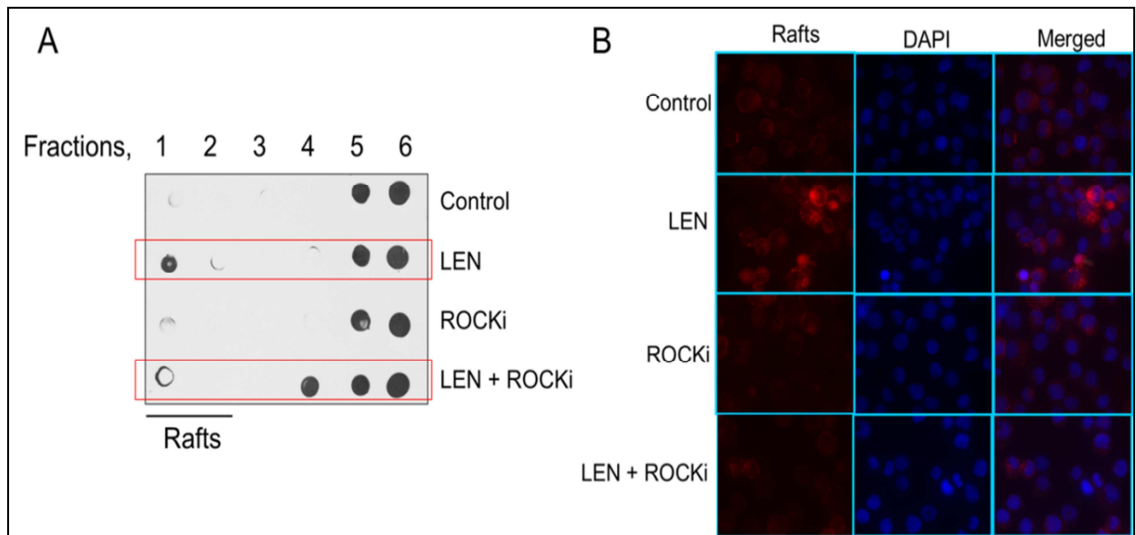 A
Fractions, 1 2 3 4 5 6
Control
LEN
ROCKi
LEN + ROCKi
Rafts
B
Rafts DAPI Merged
Control
LEN
ROCKi
LEN + ROCKi